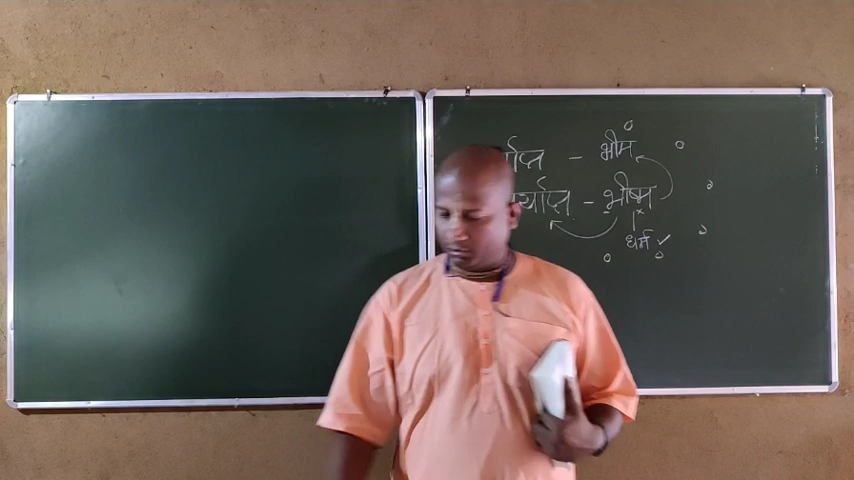 र्याप्त - भीम
र्याप्त - भीष्म
धर्म ✓